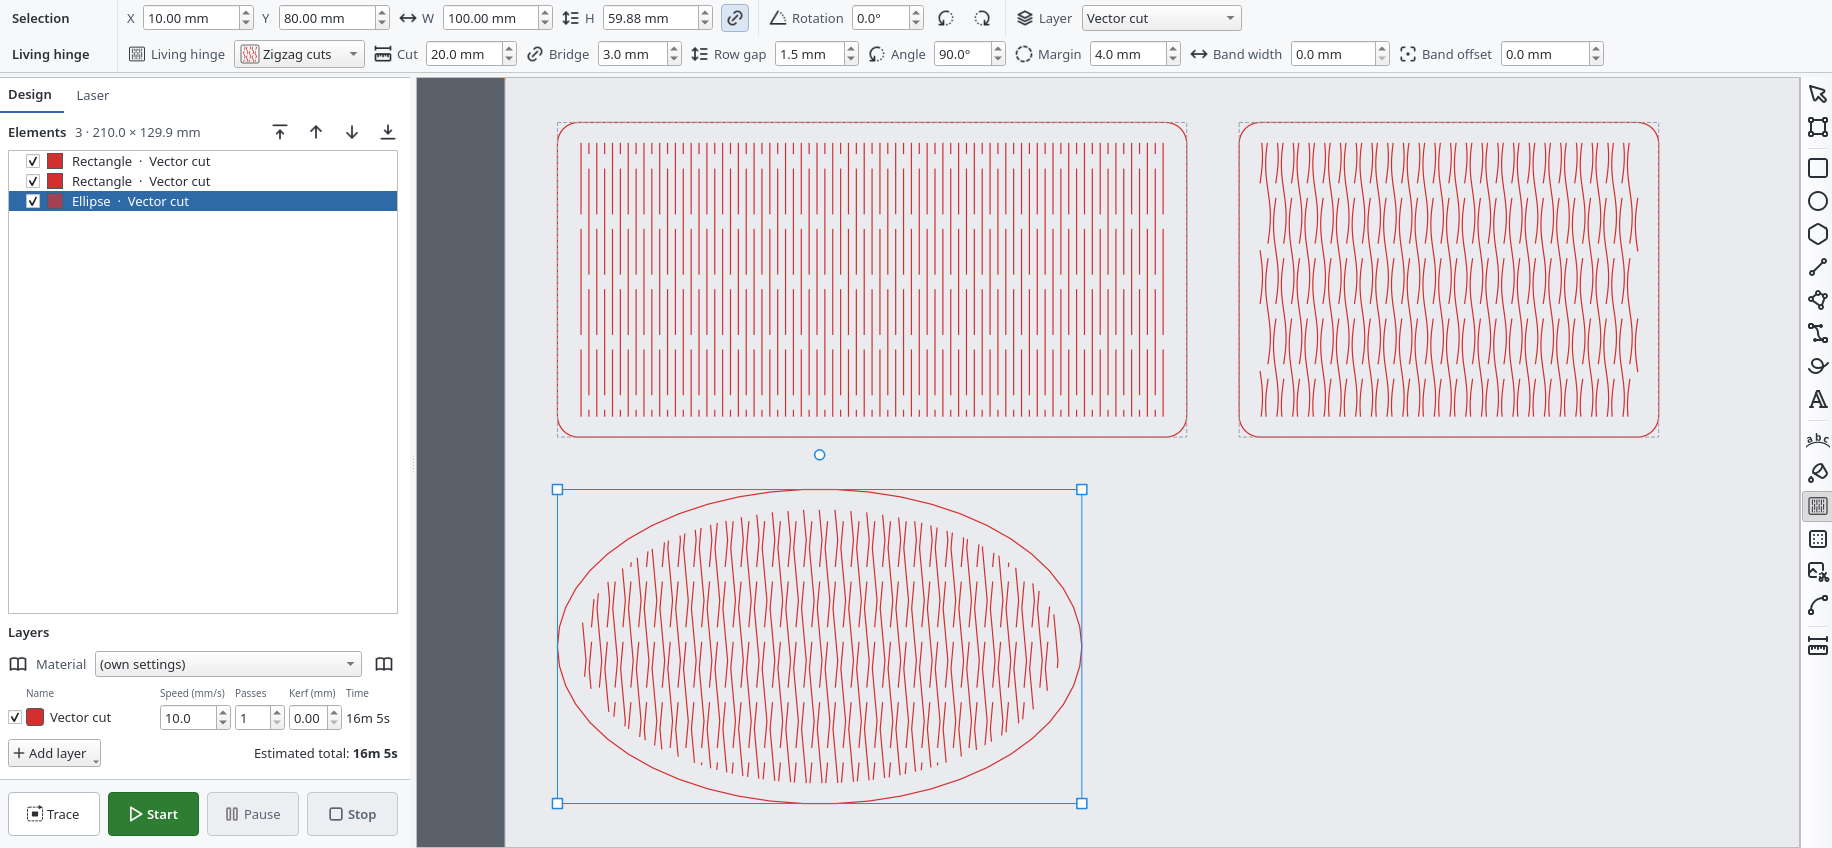 Selection X 10.00 mm Y 80.00 mm W 100.00 mm H 59.88 mm Rotation 0.0° Layer Vector cut
Living hinge Living hinge Zigzag cuts Cut 20.0 mm Bridge 3.0 mm Row gap 1.5 mm Angle 90.0° Margin 4.0 mm Band width 0.0 mm Band offset 0.0 mm
Design Laser
Elements 3 · 210.0 × 129.9 mm
Rectangle · Vector cut
Rectangle · Vector cut
Ellipse · Vector cut
Layers
Material (own settings)
Name Speed (mm/s) Passes Kerf (mm) Time
Vector cut 10.0 1 0.00 16m 5s
Add layer Estimated total: 16m 5s
Trace Start Pause Stop
A
abc